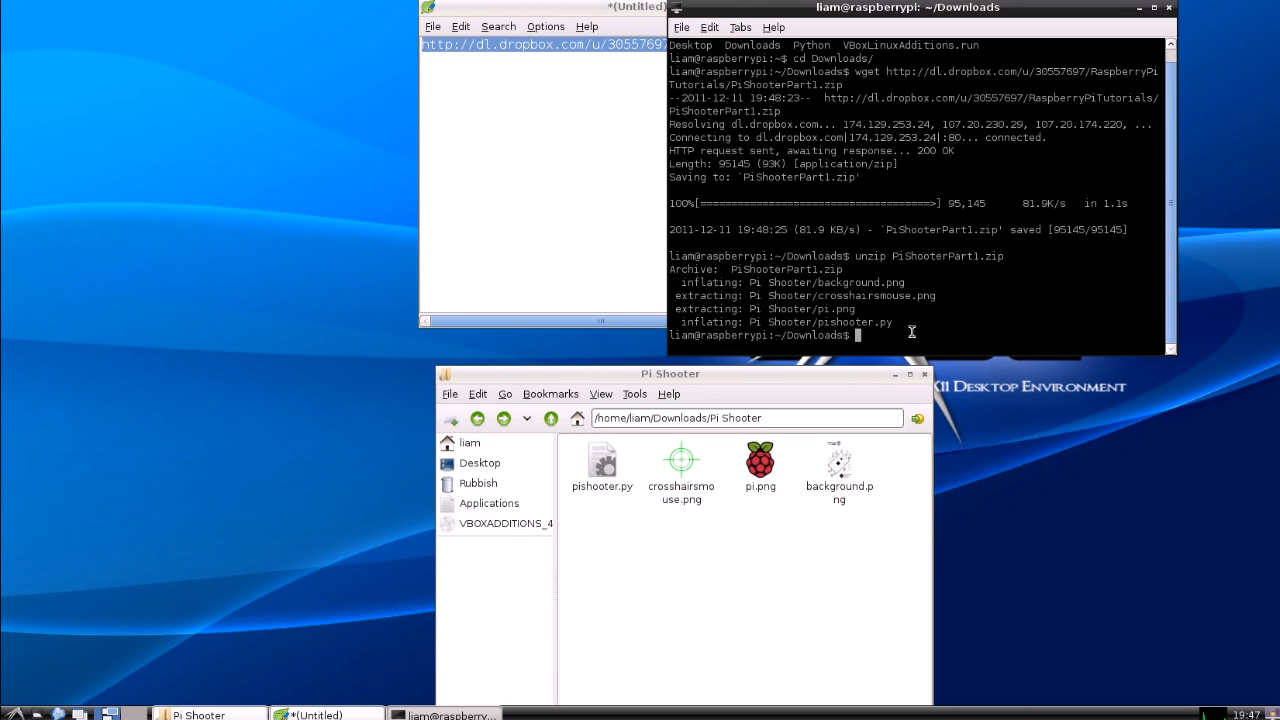 *(Untitled)
File Edit Search Options Help
http://dl.dropbox.com/u/30557697
liam@raspberrypi: ~/Downloads
File Edit Tabs Help
Desktop Downloads Python VBoxLinuxAdditions.run
liam@raspberrypi:~$ cd Downloads/
liam@raspberrypi:~/Downloads$ wget http://dl.dropbox.com/u/30557697/RaspberryPi
Tutorials/PiShooterPart1.zip
--2011-12-11 19:48:23-- http://dl.dropbox.com/u/30557697/RaspberryPiTutorials/
PiShooterPart1.zip
Resolving dl.dropbox.com... 174.129.253.24, 107.20.230.29, 107.20.174.220, ...
Connecting to dl.dropbox.com|174.129.253.24|:80... connected.
HTTP request sent, awaiting response... 200 OK
Length: 95145 (93K) [application/zip]
Saving to: `PiShooterPart1.zip'
100%[=====================================>] 95,145 81.9K/s in 1.1s
2011-12-11 19:48:25 (81.9 KB/s) - `PiShooterPart1.zip' saved [95145/95145]
liam@raspberrypi:~/Downloads$ unzip PiShooterPart1.zip
Archive: PiShooterPart1.zip
inflating: Pi Shooter/background.png
extracting: Pi Shooter/crosshairsmouse.png
extracting: Pi Shooter/pi.png
inflating: Pi Shooter/pishooter.py
liam@raspberrypi:~/Downloads$
X11 DESKTOP ENVIRONMENT
Pi Shooter
File Edit Go Bookmarks View Tools Help
/home/liam/Downloads/Pi Shooter
liam
Desktop
Rubbish
Applications
VBOXADDITIONS_4
pishooter.py
crosshairsmo
use.png
pi.png
background.p
ng
Pi Shooter
*(Untitled)
liam@raspberry...
19:47